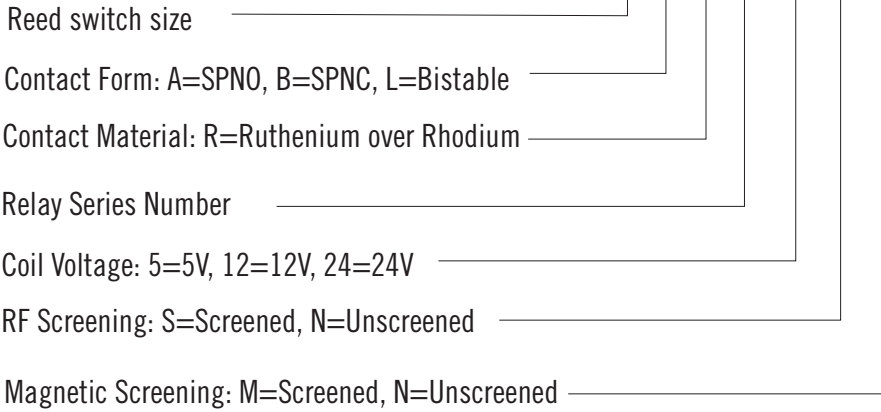 Reed switch size
Contact Form: A=SPNO, B=SPNC, L=Bistable
Contact Material: R=Ruthenium over Rhodium
Relay Series Number
Coil Voltage: 5=5V, 12=12V, 24=24V
RF Screening: S=Screened, N=Unscreened
Magnetic Screening: M=Screened, N=Unscreened